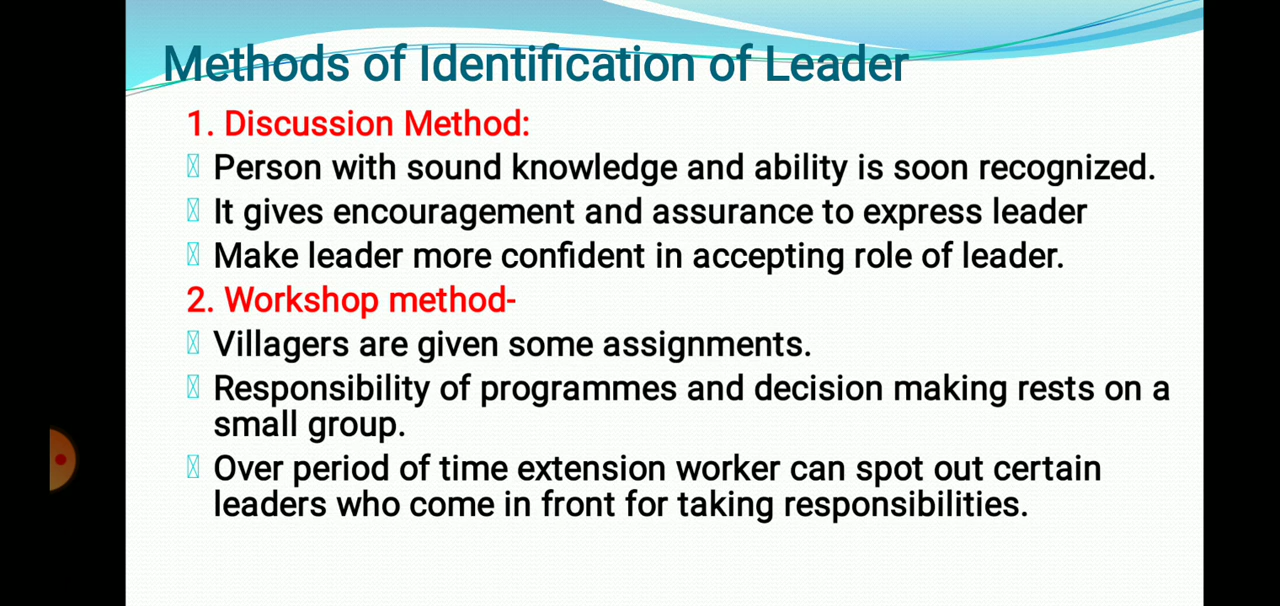 Methods of Identification of Leader
1. Discussion Method:
Person with sound knowledge and ability is soon recognized.
It gives encouragement and assurance to express leader
Make leader more confident in accepting role of leader.
2. Workshop method-
Villagers are given some assignments.
Responsibility of programmes and decision making rests on a
small group.
Over period of time extension worker can spot out certain
leaders who come in front for taking responsibilities.